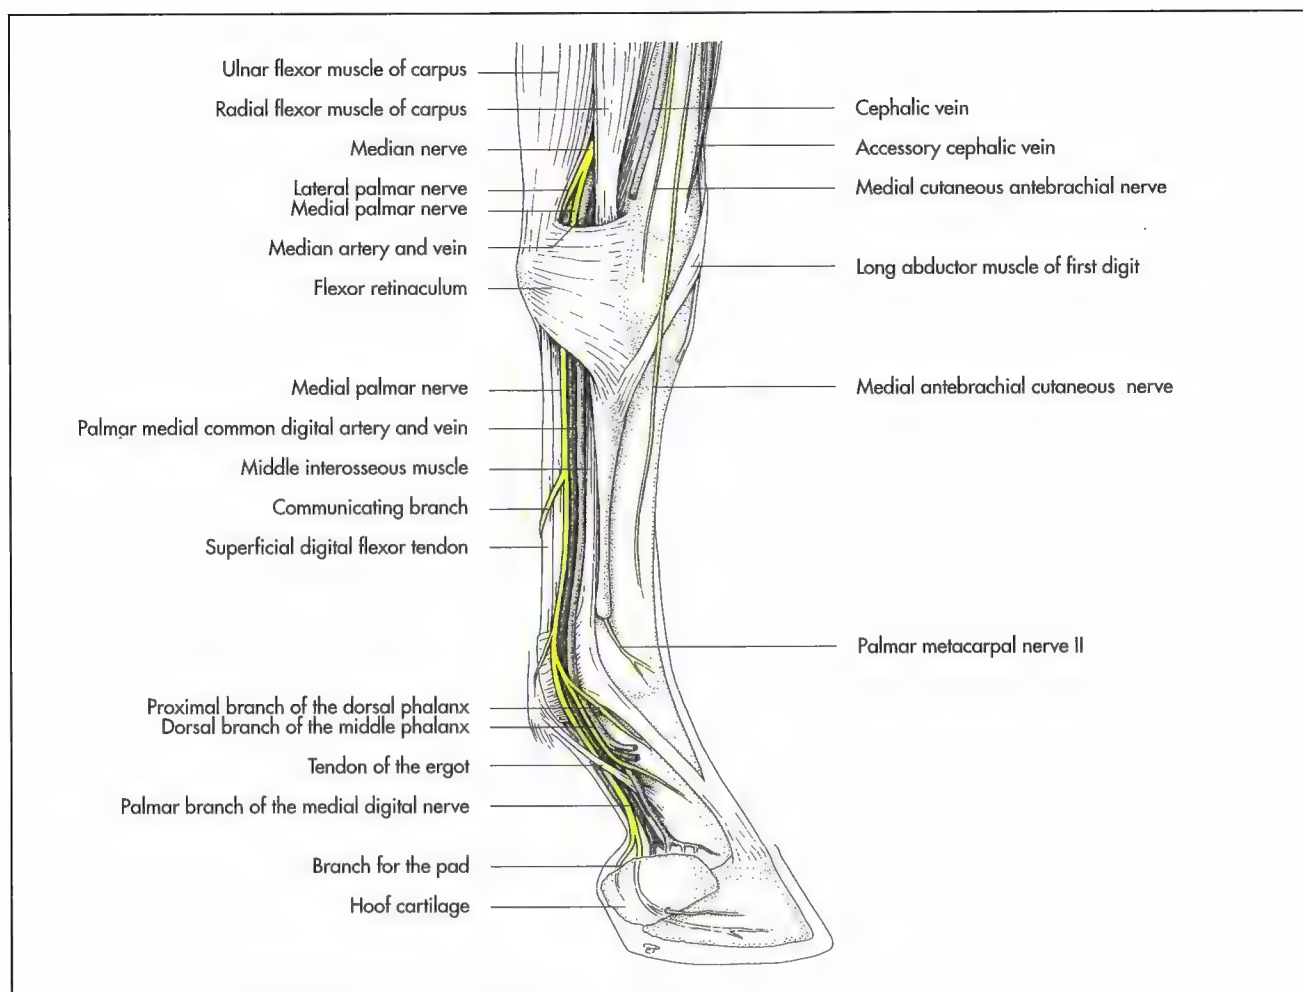 Ulnar flexor muscle of carpus
Radial flexor muscle of carpus
Median nerve
Lateral palmar nerve
Medial palmar nerve
Median artery and vein
Flexor retinaculum
Medial palmar nerve
Palmar medial common digital artery and vein
Middle interosseous muscle
Communicating branch
Superficial digital flexor tendon
Proximal branch of the dorsal phalanx
Dorsal branch of the middle phalanx
Tendon of the ergot
Palmar branch of the medial digital nerve
Branch for the pad
Hoof cartilage
Cephalic vein
Accessory cephalic vein
Medial cutaneous antebrachial nerve
Long abductor muscle of first digit
Medial antebrachial cutaneous nerve
Palmar metacarpal nerve II